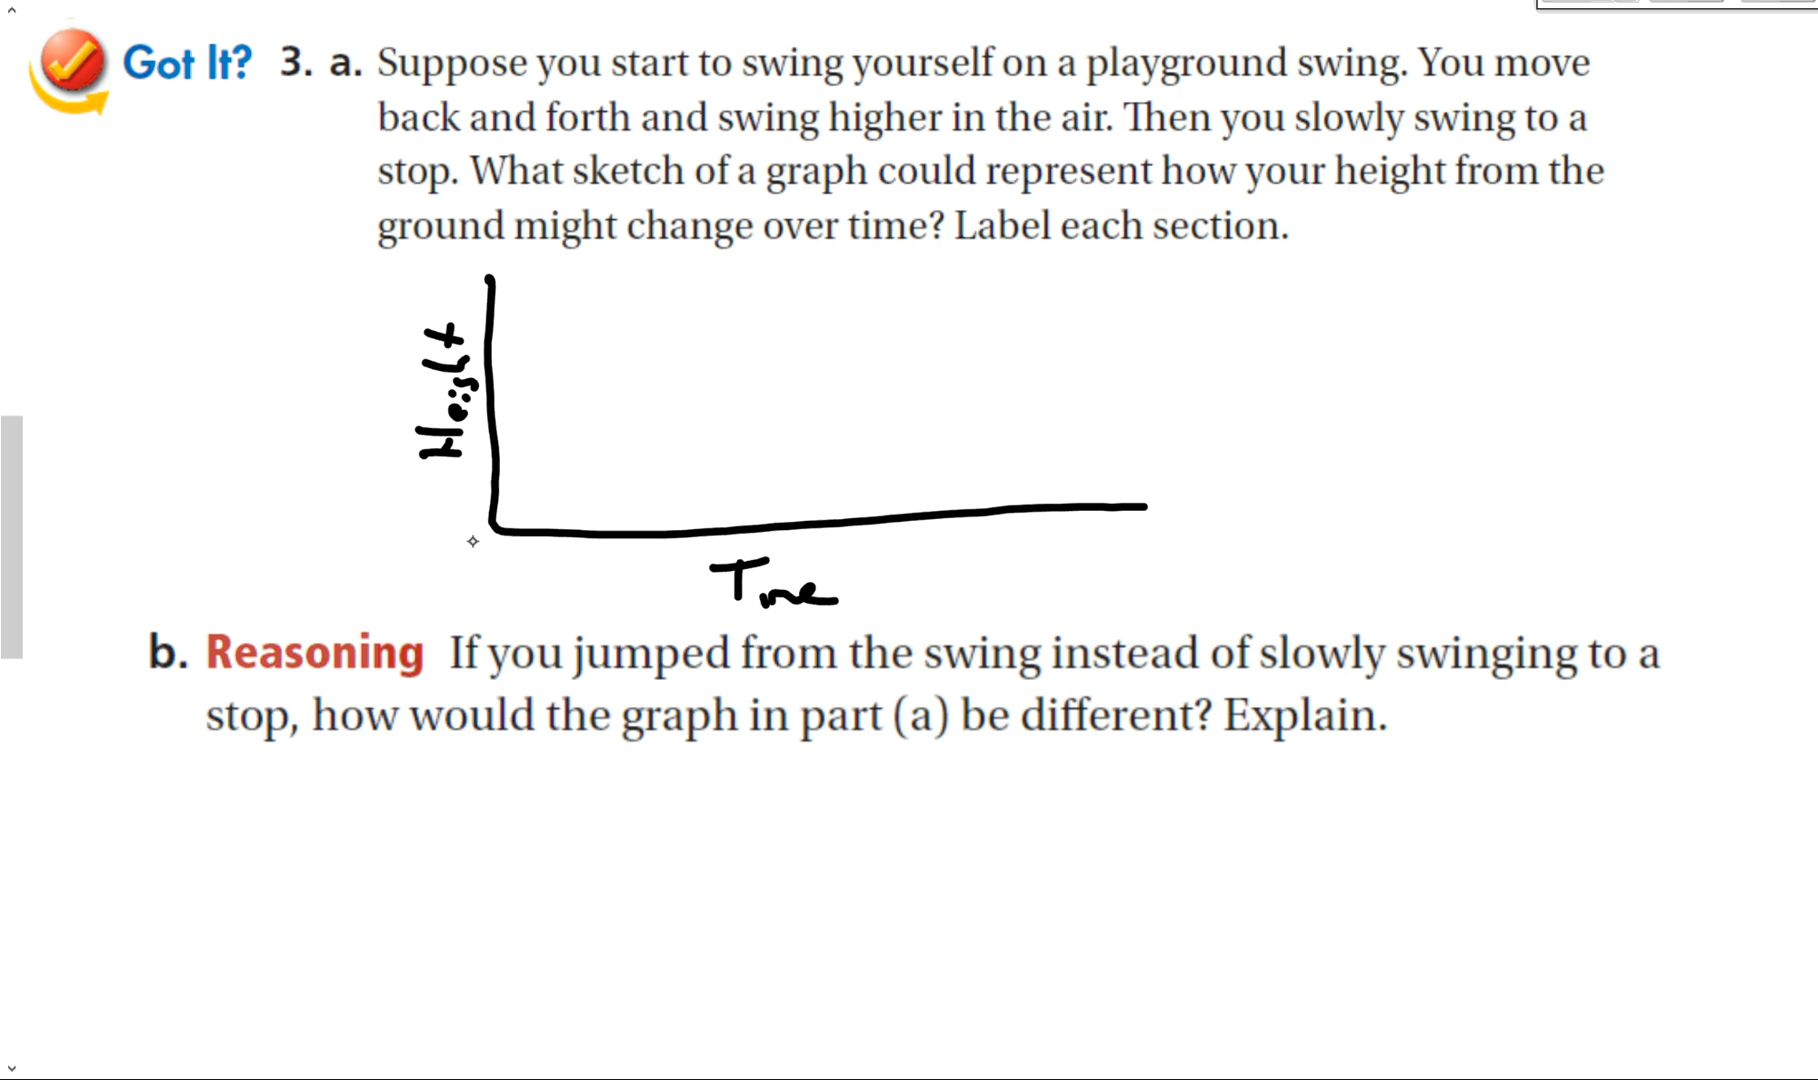 Got It? 3. a. Suppose you start to swing yourself on a playground swing. You move
back and forth and swing higher in the air. Then you slowly swing to a
stop. What sketch of a graph could represent how your height from the
ground might change over time? Label each section.
Height
Time
b. Reasoning If you jumped from the swing instead of slowly swinging to a
stop, how would the graph in part (a) be different? Explain.